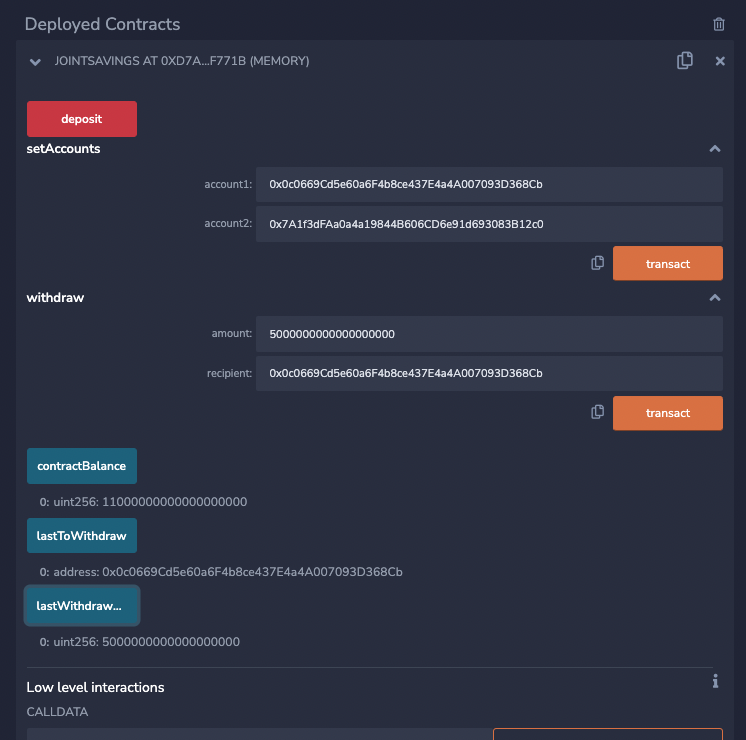 Deployed Contracts
JOINTSAVINGS AT 0XD7A...F771B (MEMORY)
deposit
setAccounts
account1: 0x0c0669Cd5e60a6F4b8ce437E4a4A007093D368Cb
account2: 0x7A1f3dFAa0a4a19844B606CD6e91d693083B12c0
transact
withdraw
amount: 5000000000000000000
recipient: 0x0c0669Cd5e60a6F4b8ce437E4a4A007093D368Cb
transact
contractBalance
0: uint256: 11000000000000000000
lastToWithdraw
0: address: 0x0c0669Cd5e60a6F4b8ce437E4a4A007093D368Cb
lastWithdraw...
0: uint256: 5000000000000000000
Low level interactions
CALLDATA